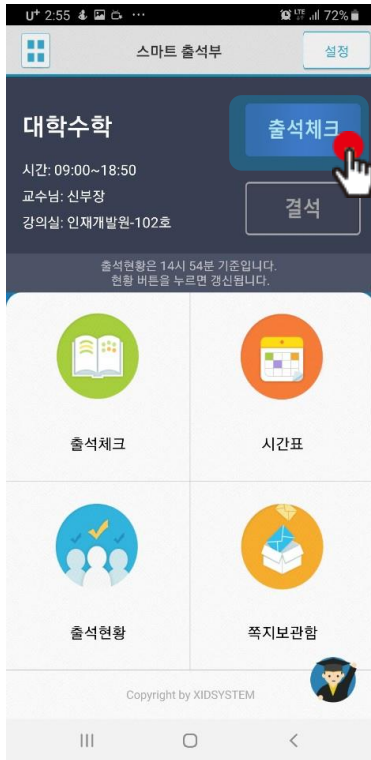 U+ 2:55 ... LTE 72%
스마트 출석부
설정
대학수학
출석체크
시간: 09:00~18:50
교수님: 신부장
강의실: 인재개발원-102호
결석
출석현황은 14시 54분 기준입니다.
현황 버튼을 누르면 갱신됩니다.
출석체크
시간표
출석현황
쪽지보관함
Copyright by XIDSYSTEM